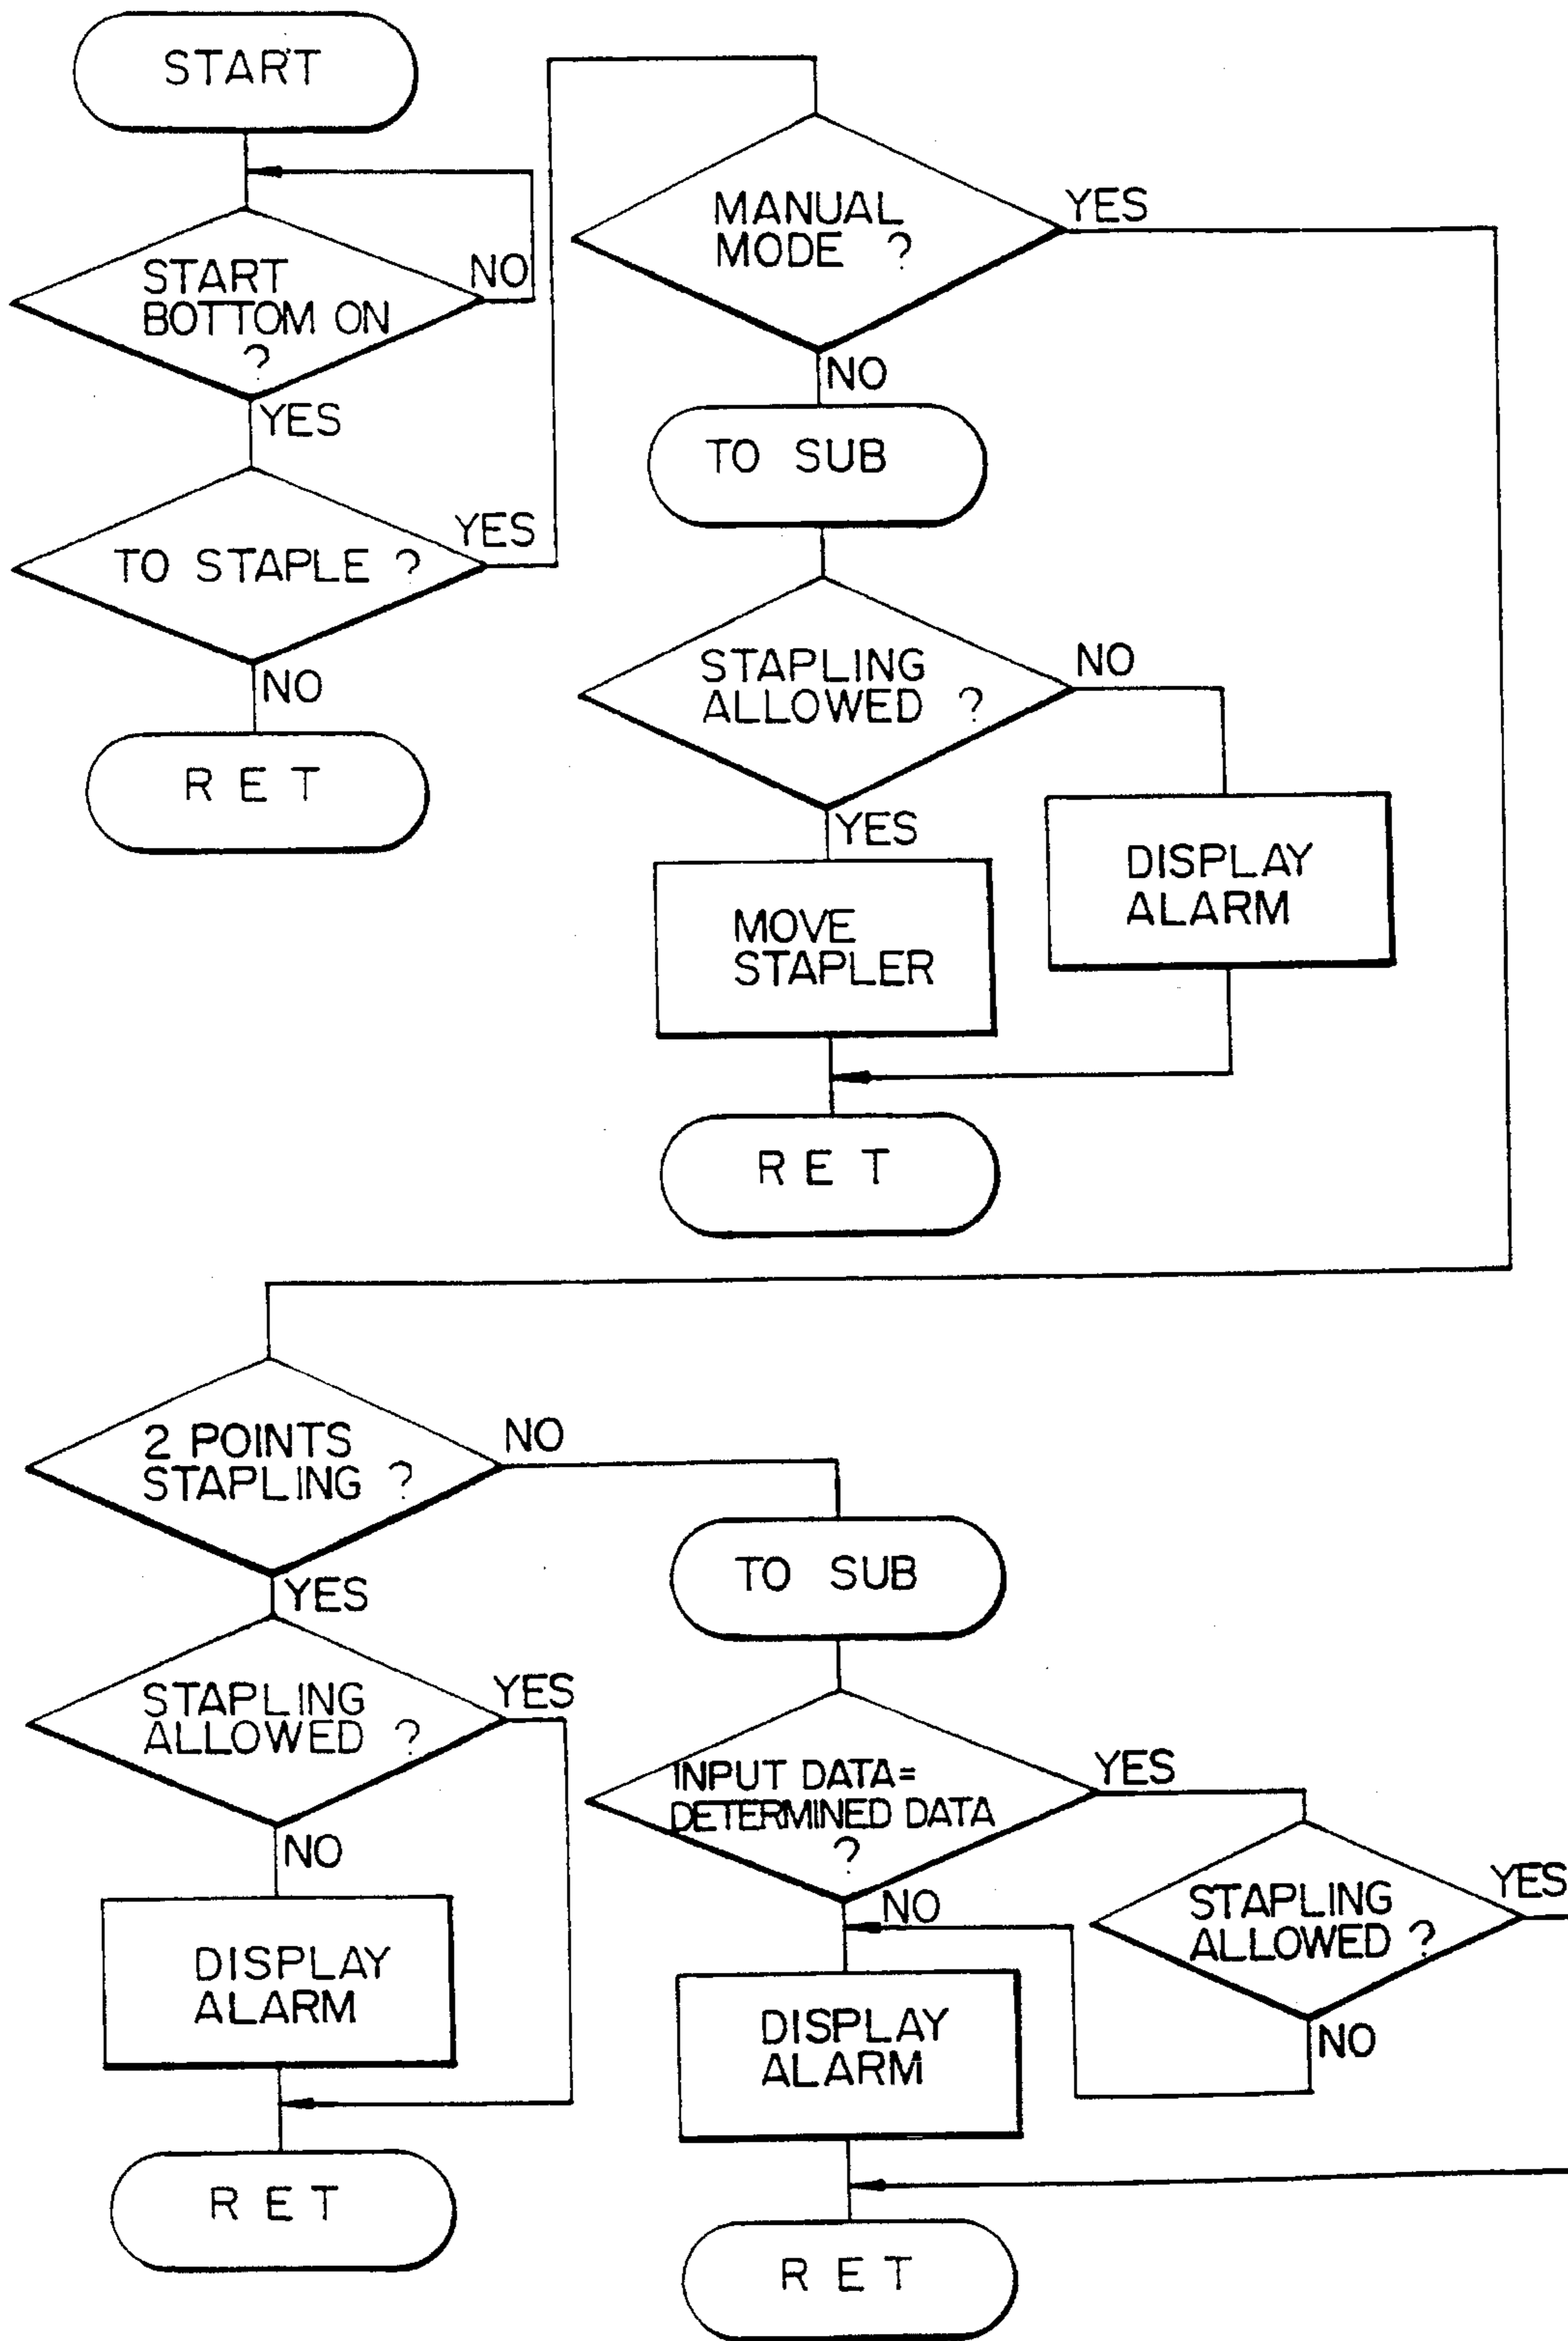 START
START
BOTTOM ON
?
NO
YES
TO STAPLE ?
YES
NO
R E T
MANUAL
MODE ?
YES
NO
TO SUB
STAPLING
ALLOWED ?
NO
YES
MOVE
STAPLER
DISPLAY
ALARM
R E T
2 POINTS
STAPLING ?
NO
YES
STAPLING
ALLOWED ?
YES
NO
DISPLAY
ALARM
R E T
TO SUB
INPUT DATA=
DETERMINED DATA
?
YES
NO
STAPLING
ALLOWED ?
YES
NO
DISPLAY
ALARM
R E T